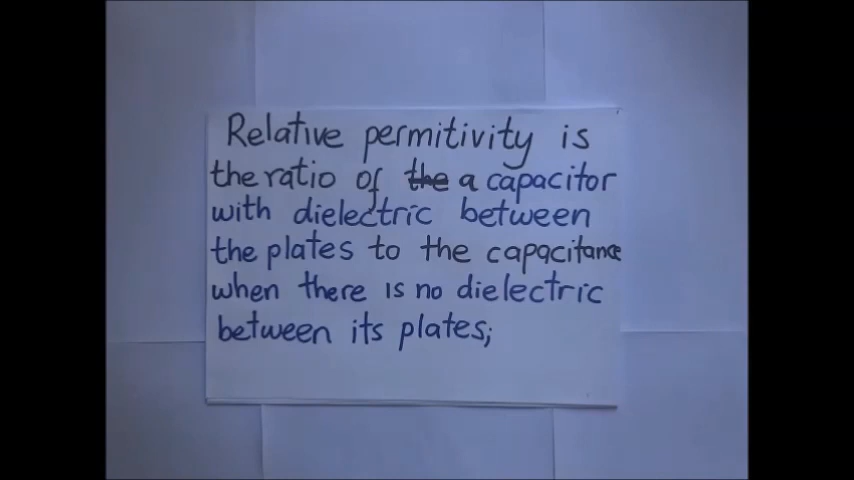 Relative permitivity is
the ratio of the a capacitor
with dielectric between
the plates to the capacitance
when there is no dielectric
between its plates;